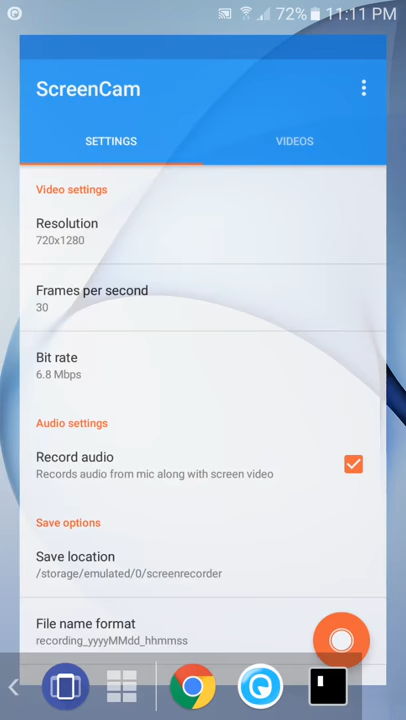 72% 11:11 PM
ScreenCam
SETTINGS
VIDEOS
Video settings
Resolution
720x1280
Frames per second
30
Bit rate
6.8 Mbps
Audio settings
Record audio
Records audio from mic along with screen video
Save options
Save location
/storage/emulated/0/screenrecorder
File name format
recording_yyyyMMdd_hhmmss